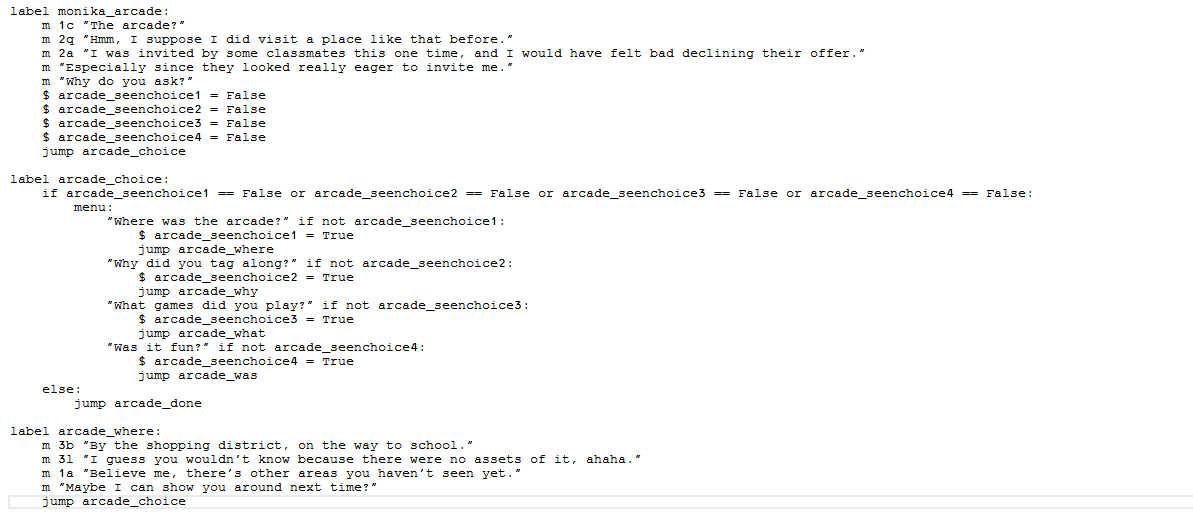 label monika_arcade:
    m 1c "The arcade?"
    m 2q "Hmm, I suppose I did visit a place like that before."
    m 2a "I was invited by some classmates this one time, and I would have felt bad declining their offer."
    m "Especially since they looked really eager to invite me."
    m "Why do you ask?"
    $ arcade_seenchoice1 = False
    $ arcade_seenchoice2 = False
    $ arcade_seenchoice3 = False
    $ arcade_seenchoice4 = False
    jump arcade_choice
label arcade_choice:
    if arcade_seenchoice1 == False or arcade_seenchoice2 == False or arcade_seenchoice3 == False or arcade_seenchoice4 == False:
        menu:
            "Where was the arcade?" if not arcade_seenchoice1:
                $ arcade_seenchoice1 = True
                jump arcade_where
            "Why did you tag along?" if not arcade_seenchoice2:
                $ arcade_seenchoice2 = True
                jump arcade_why
            "What games did you play?" if not arcade_seenchoice3:
                $ arcade_seenchoice3 = True
                jump arcade_what
            "Was it fun?" if not arcade_seenchoice4:
                $ arcade_seenchoice4 = True
                jump arcade_was
    else:
        jump arcade_done
label arcade_where:
    m 3b "By the shopping district, on the way to school."
    m 3l "I guess you wouldn't know because there were no assets of it, ahaha."
    m 1a "Believe me, there's other areas you haven't seen yet."
    m "Maybe I can show you around next time?"
    jump arcade_choice